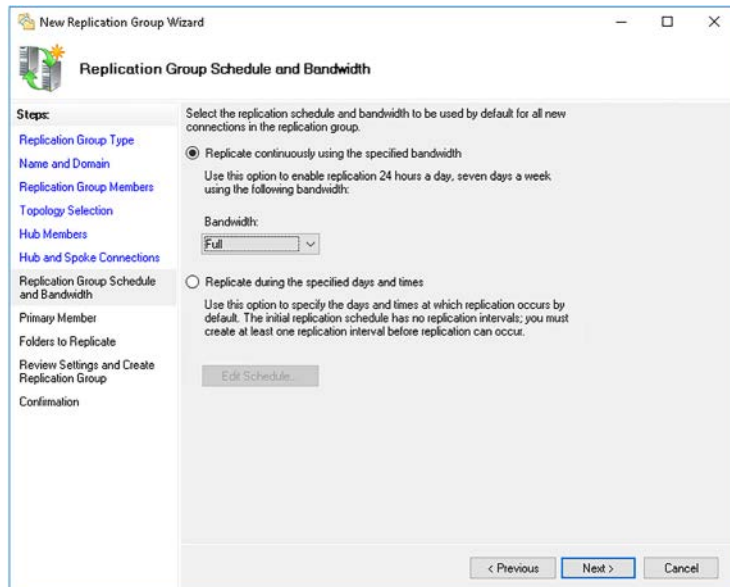 New Replication Group Wizard
Replication Group Schedule and Bandwidth
Steps:
Replication Group Type
Name and Domain
Replication Group Members
Topology Selection
Hub Members
Hub and Spoke Connections
Replication Group Schedule
and Bandwidth
Primary Member
Folders to Replicate
Review Settings and Create
Replication Group
Confirmation
Select the replication schedule and bandwidth to be used by default for all new
connections in the replication group.
Replicate continuously using the specified bandwidth
Use this option to enable replication 24 hours a day, seven days a week
using the following bandwidth:
Bandwidth:
Full
Replicate during the specified days and times
Use this option to specify the days and times at which replication occurs by
default. The initial replication schedule has no replication intervals; you must
create at least one replication interval before replication can occur.
Edit Schedule...
< Previous
Next >
Cancel